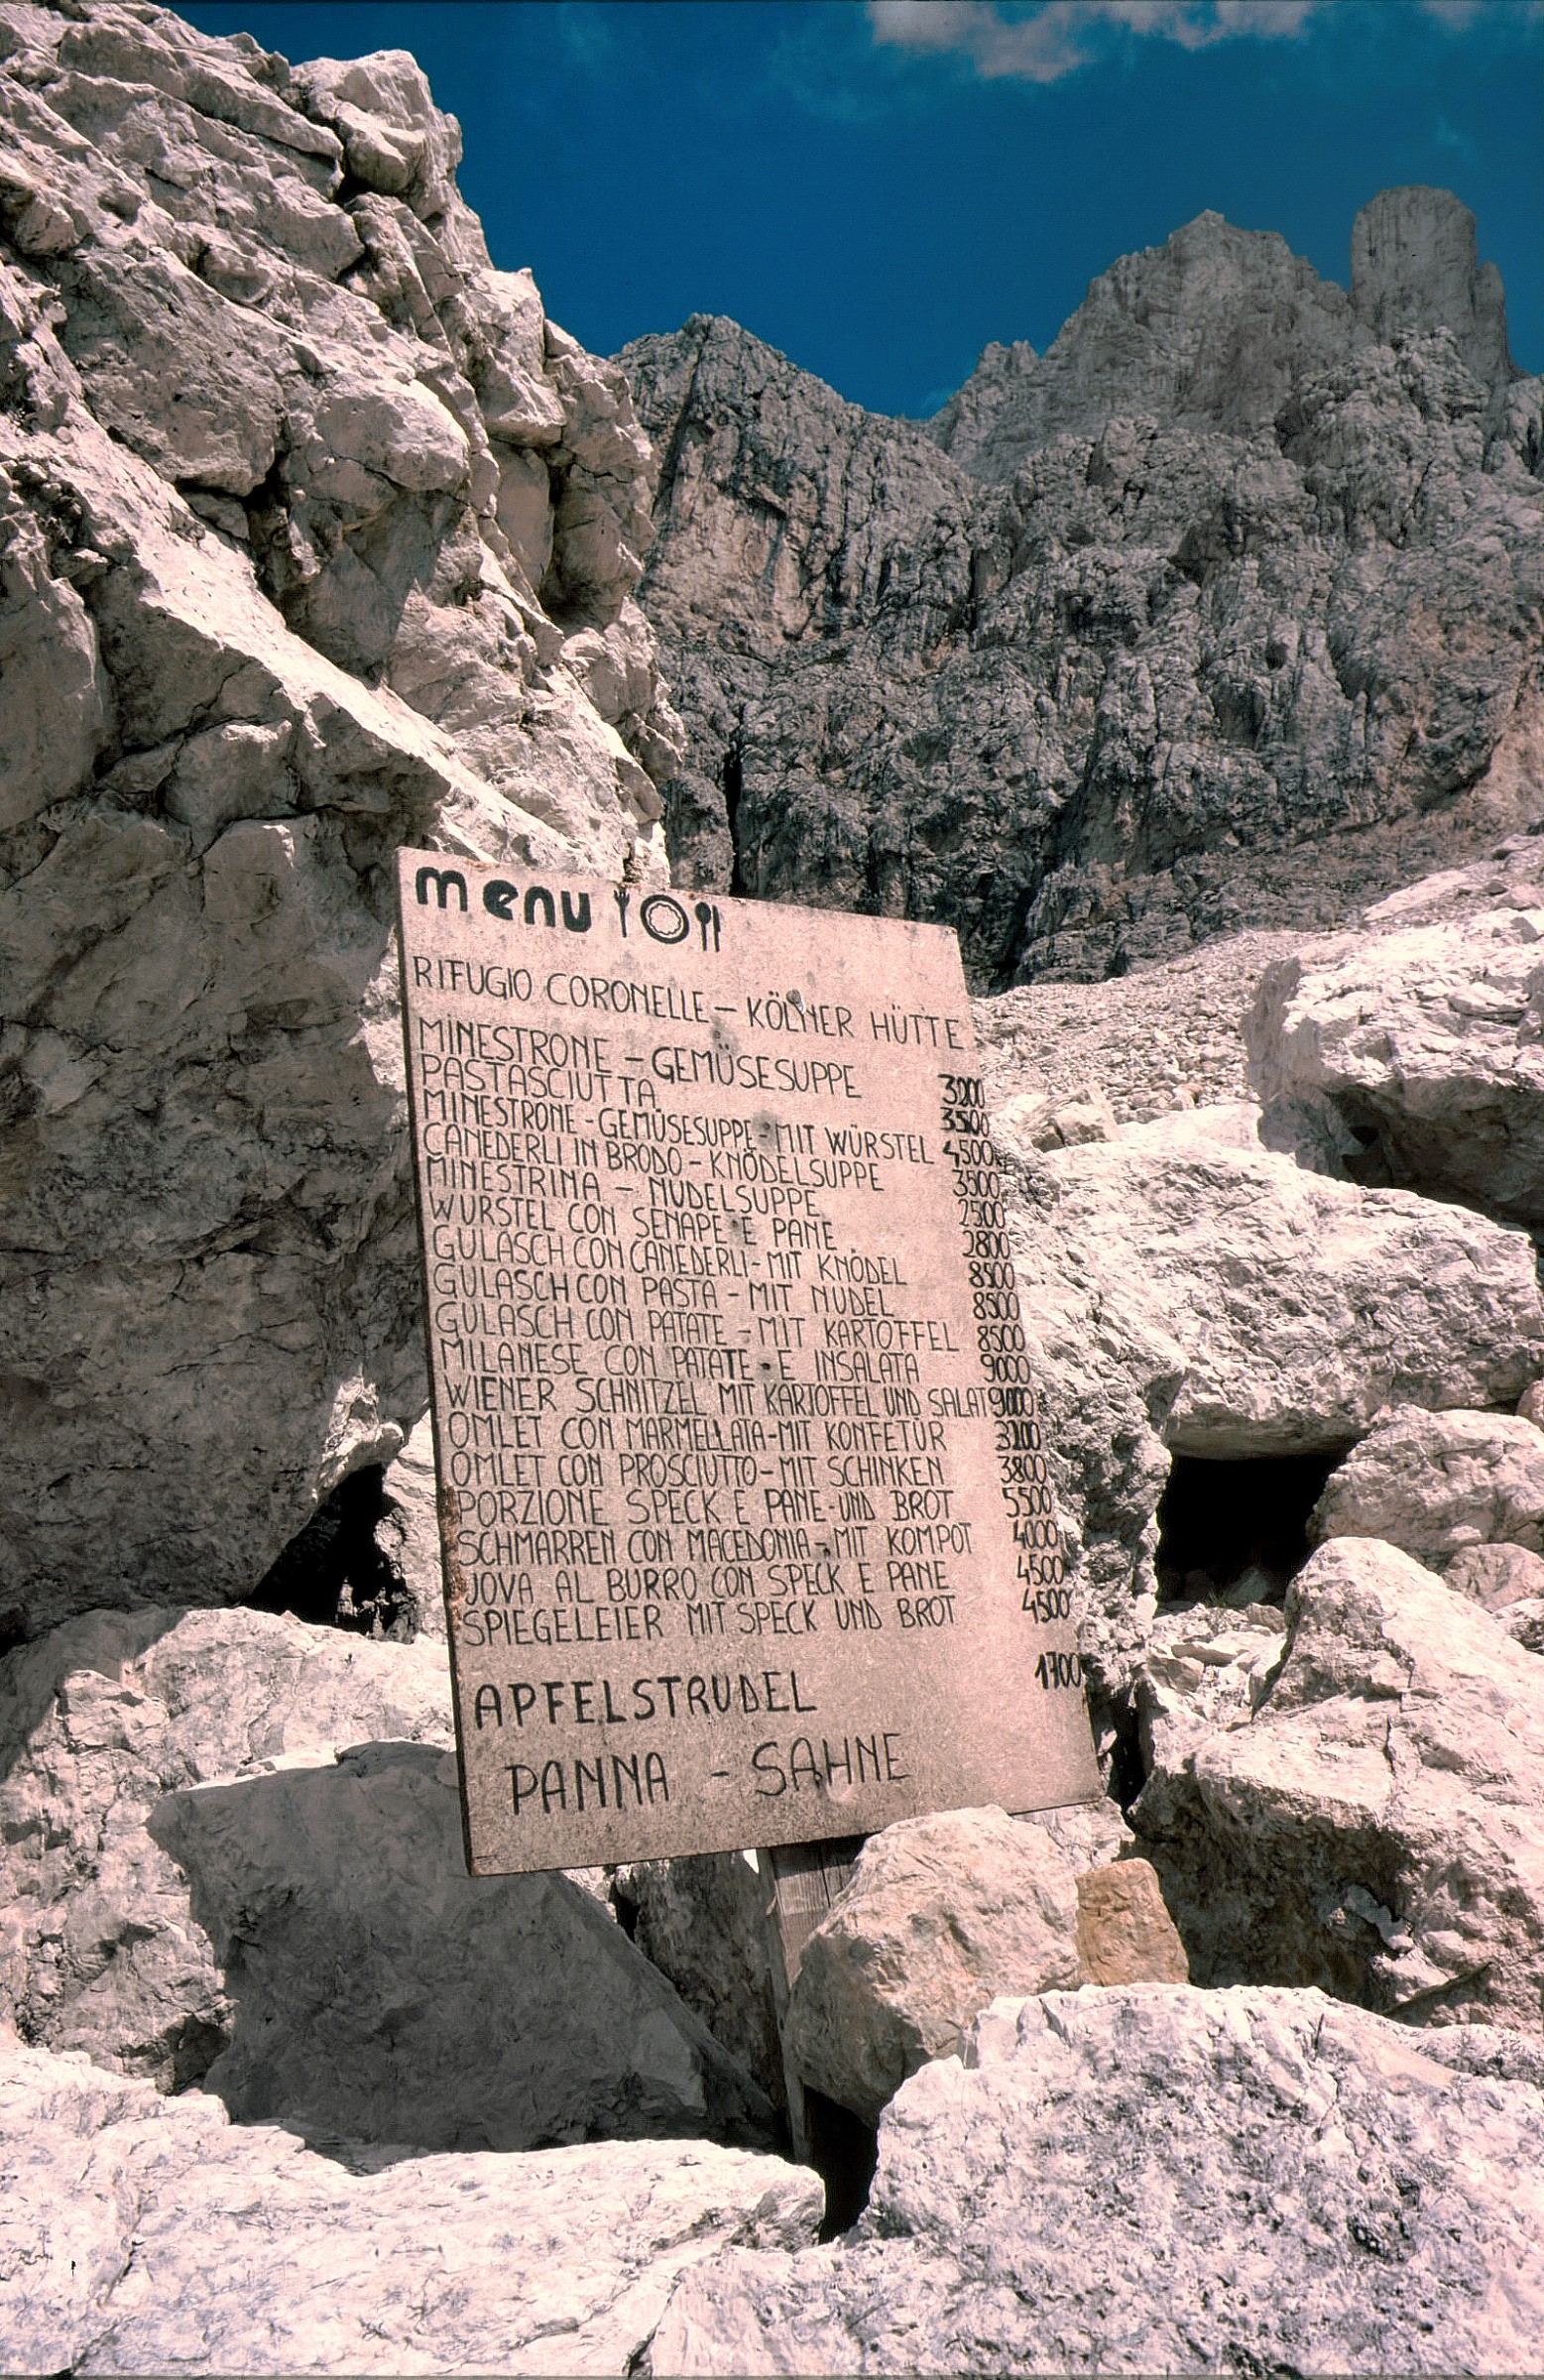 menu
RIFUGIO CORONELLE – KÖLNER HÜTTE
MINESTRONE – GEMÜSESUPPE 3200
PASTASCIUTTA 3500
MINESTRONE - GEMÜSESUPPE - MIT WÜRSTEL 4500
CANEDERLI IN BRODO – KNÖDELSUPPE 3500
MINESTRINA – NUDELSUPPE 2500
WURSTEL CON SENAPE E PANE 2800
GULASCH CON CANEDERLI - MIT KNÖDEL 8500
GULASCH CON PASTA - MIT NUDEL 8500
GULASCH CON PATATE - MIT KARTOFFEL 8500
MILANESE CON PATATE E INSALATA 9000
WIENER SCHNITZEL MIT KARTOFFEL UND SALAT 9000
OMLET CON MARMELLATA - MIT KONFETÜR
OMLET CON PROSCIUTTO - MIT SCHINKEN 3800
PORZIONE SPECK E PANE - UND BROT 5500
SCHMARREN CON MACEDONIA - MIT KOMPOT 4000
UOVA AL BURRO CON SPECK E PANE 4500
SPIEGELEIER MIT SPECK UND BROT 4500
APFELSTRUDEL 1700
PANNA - SAHNE